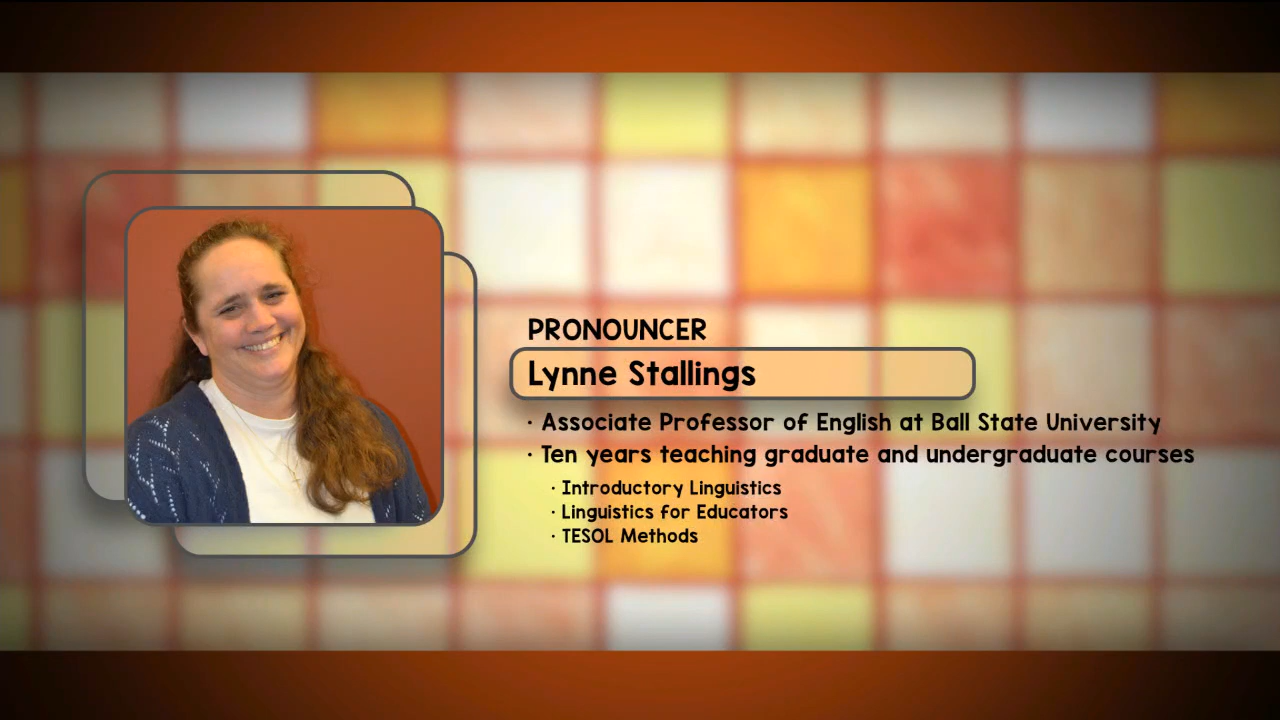 PRONOUNCER
Lynne Stallings
· Associate Professor of English at Ball State University
· Ten years teaching graduate and undergraduate courses
· Introductory Linguistics
· Linguistics for Educators
· TESOL Methods